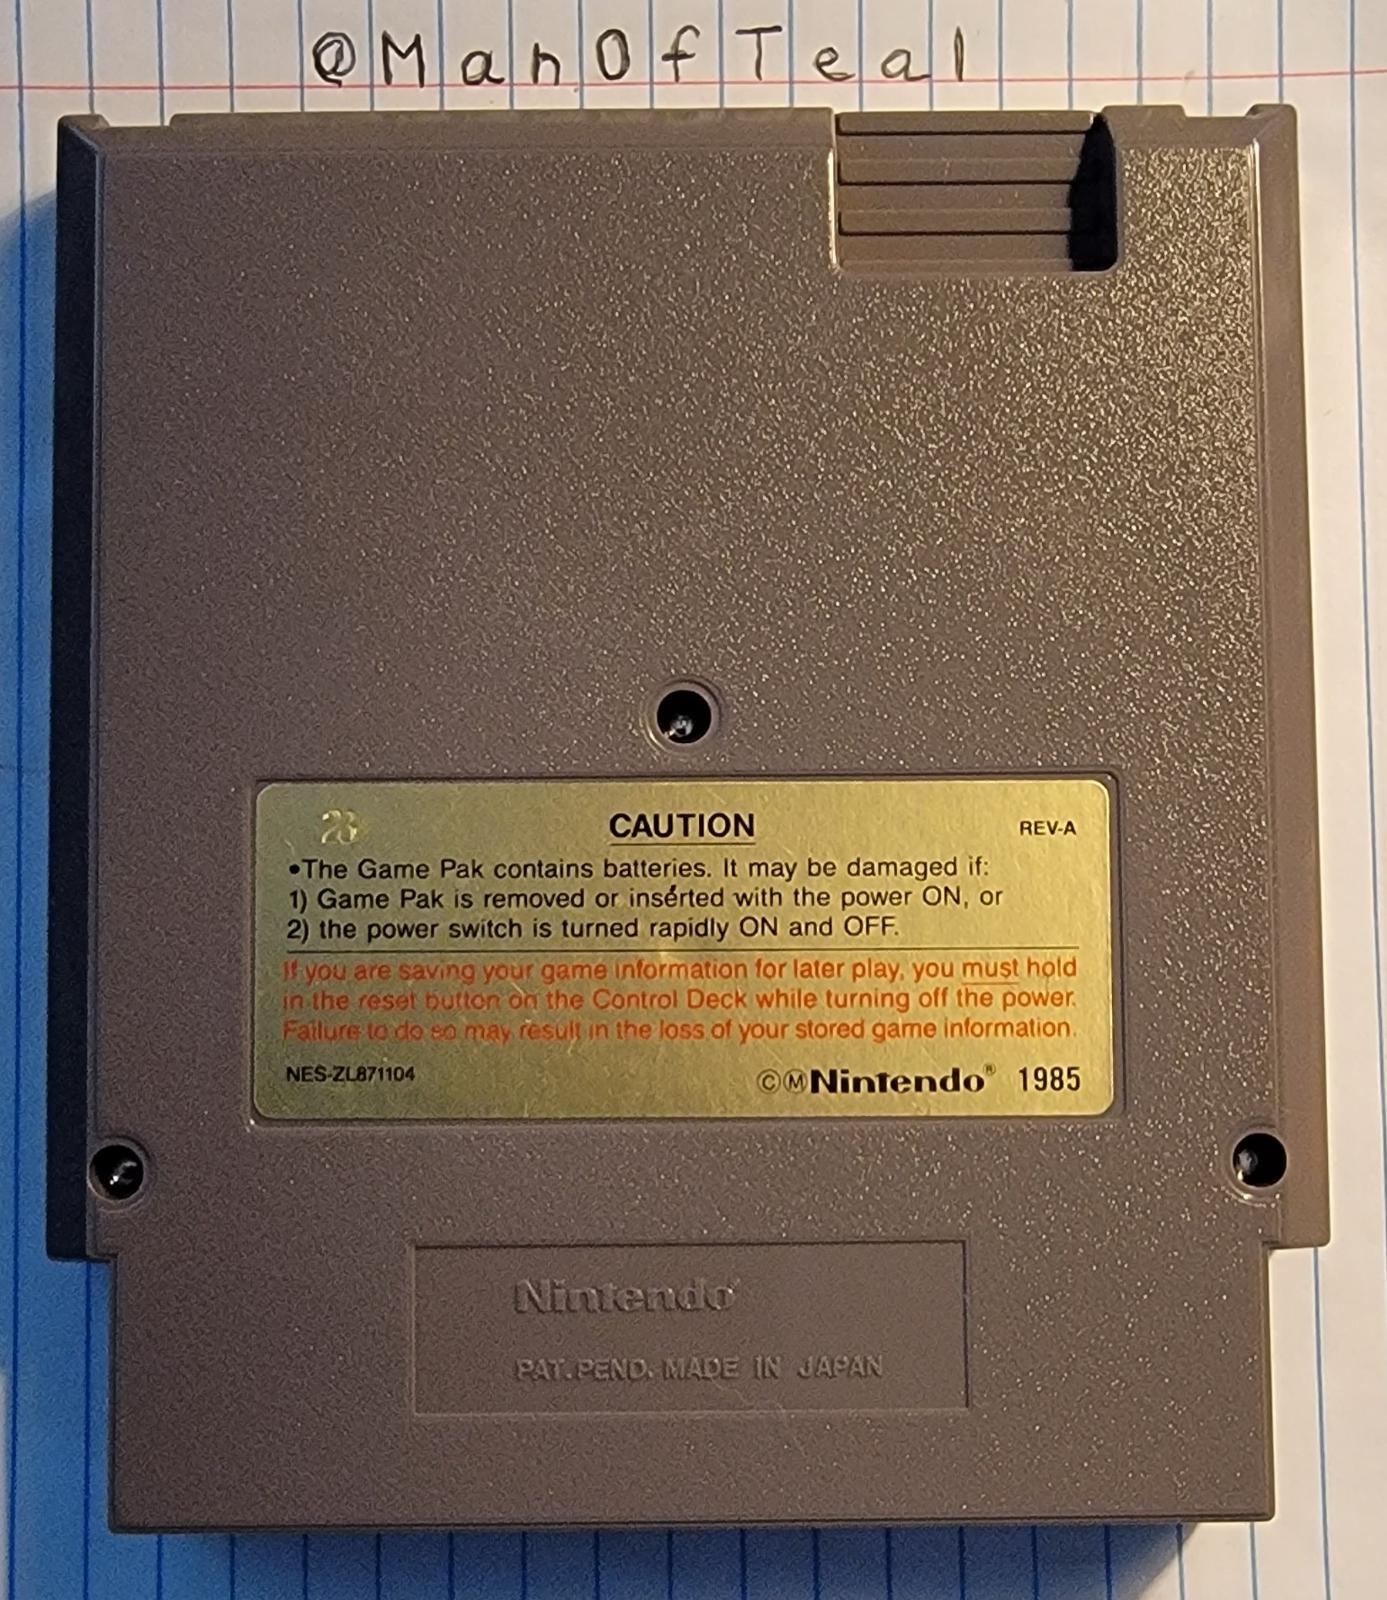 @ManOfTeal
23
CAUTION
REV-A
•The Game Pak contains batteries. It may be damaged if:
1) Game Pak is removed or inserted with the power ON, or
2) the power switch is turned rapidly ON and OFF.
If you are saving your game information for later play, you must hold
in the reset button on the Control Deck while turning off the power.
Failure to do so may result in the loss of your stored game information.
NES-ZL871104
©ⓂNintendo® 1985
Nintendo®
PAT. PEND. MADE IN JAPAN